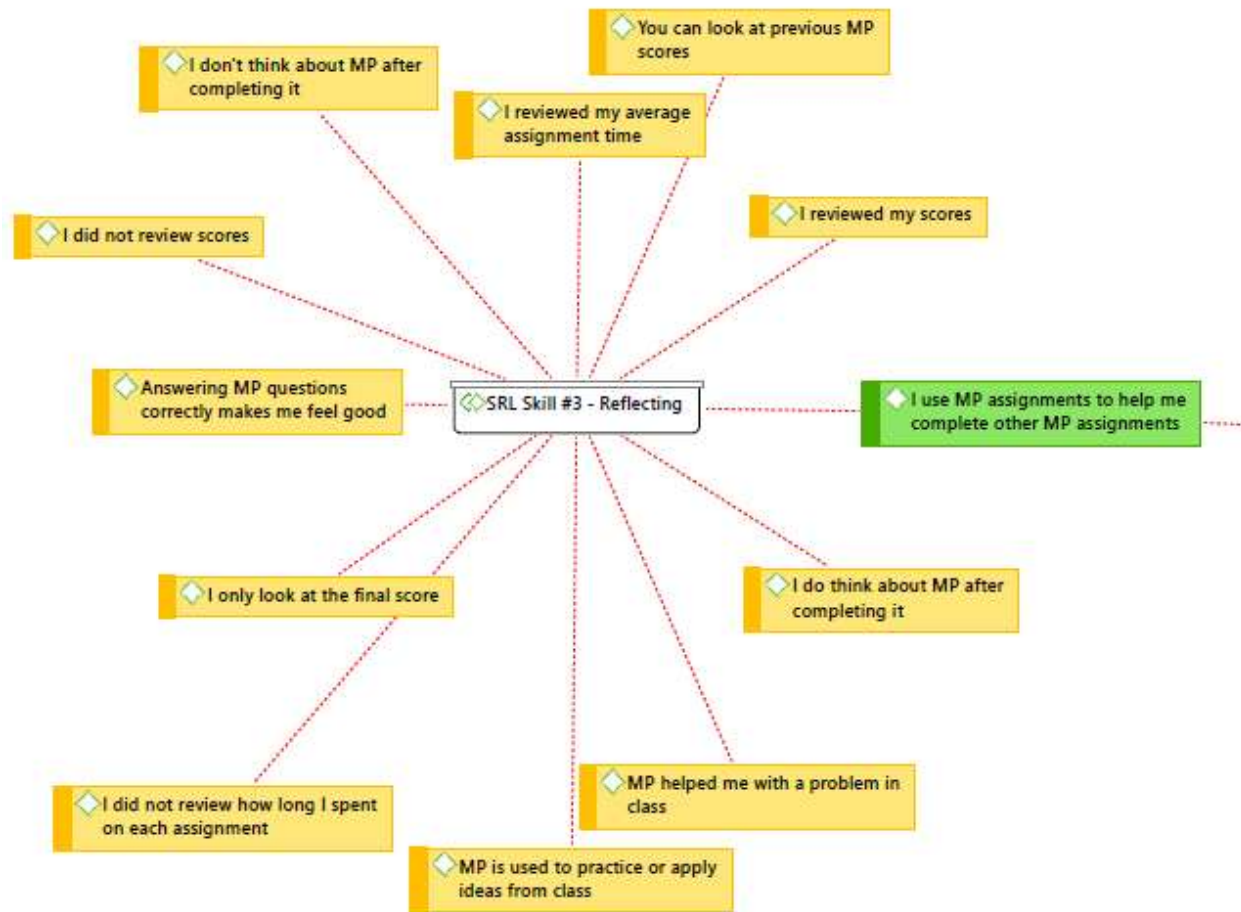 You can look at previous MP
scores
I don't think about MP after
completing it
I reviewed my average
assignment time
I reviewed my scores
I did not review scores
Answering MP questions
correctly makes me feel good
SRL Skill #3 - Reflecting
I use MP assignments to help me
complete other MP assignments
I only look at the final score
I do think about MP after
completing it
MP helped me with a problem in
class
I did not review how long I spent
on each assignment
MP is used to practice or apply
ideas from class